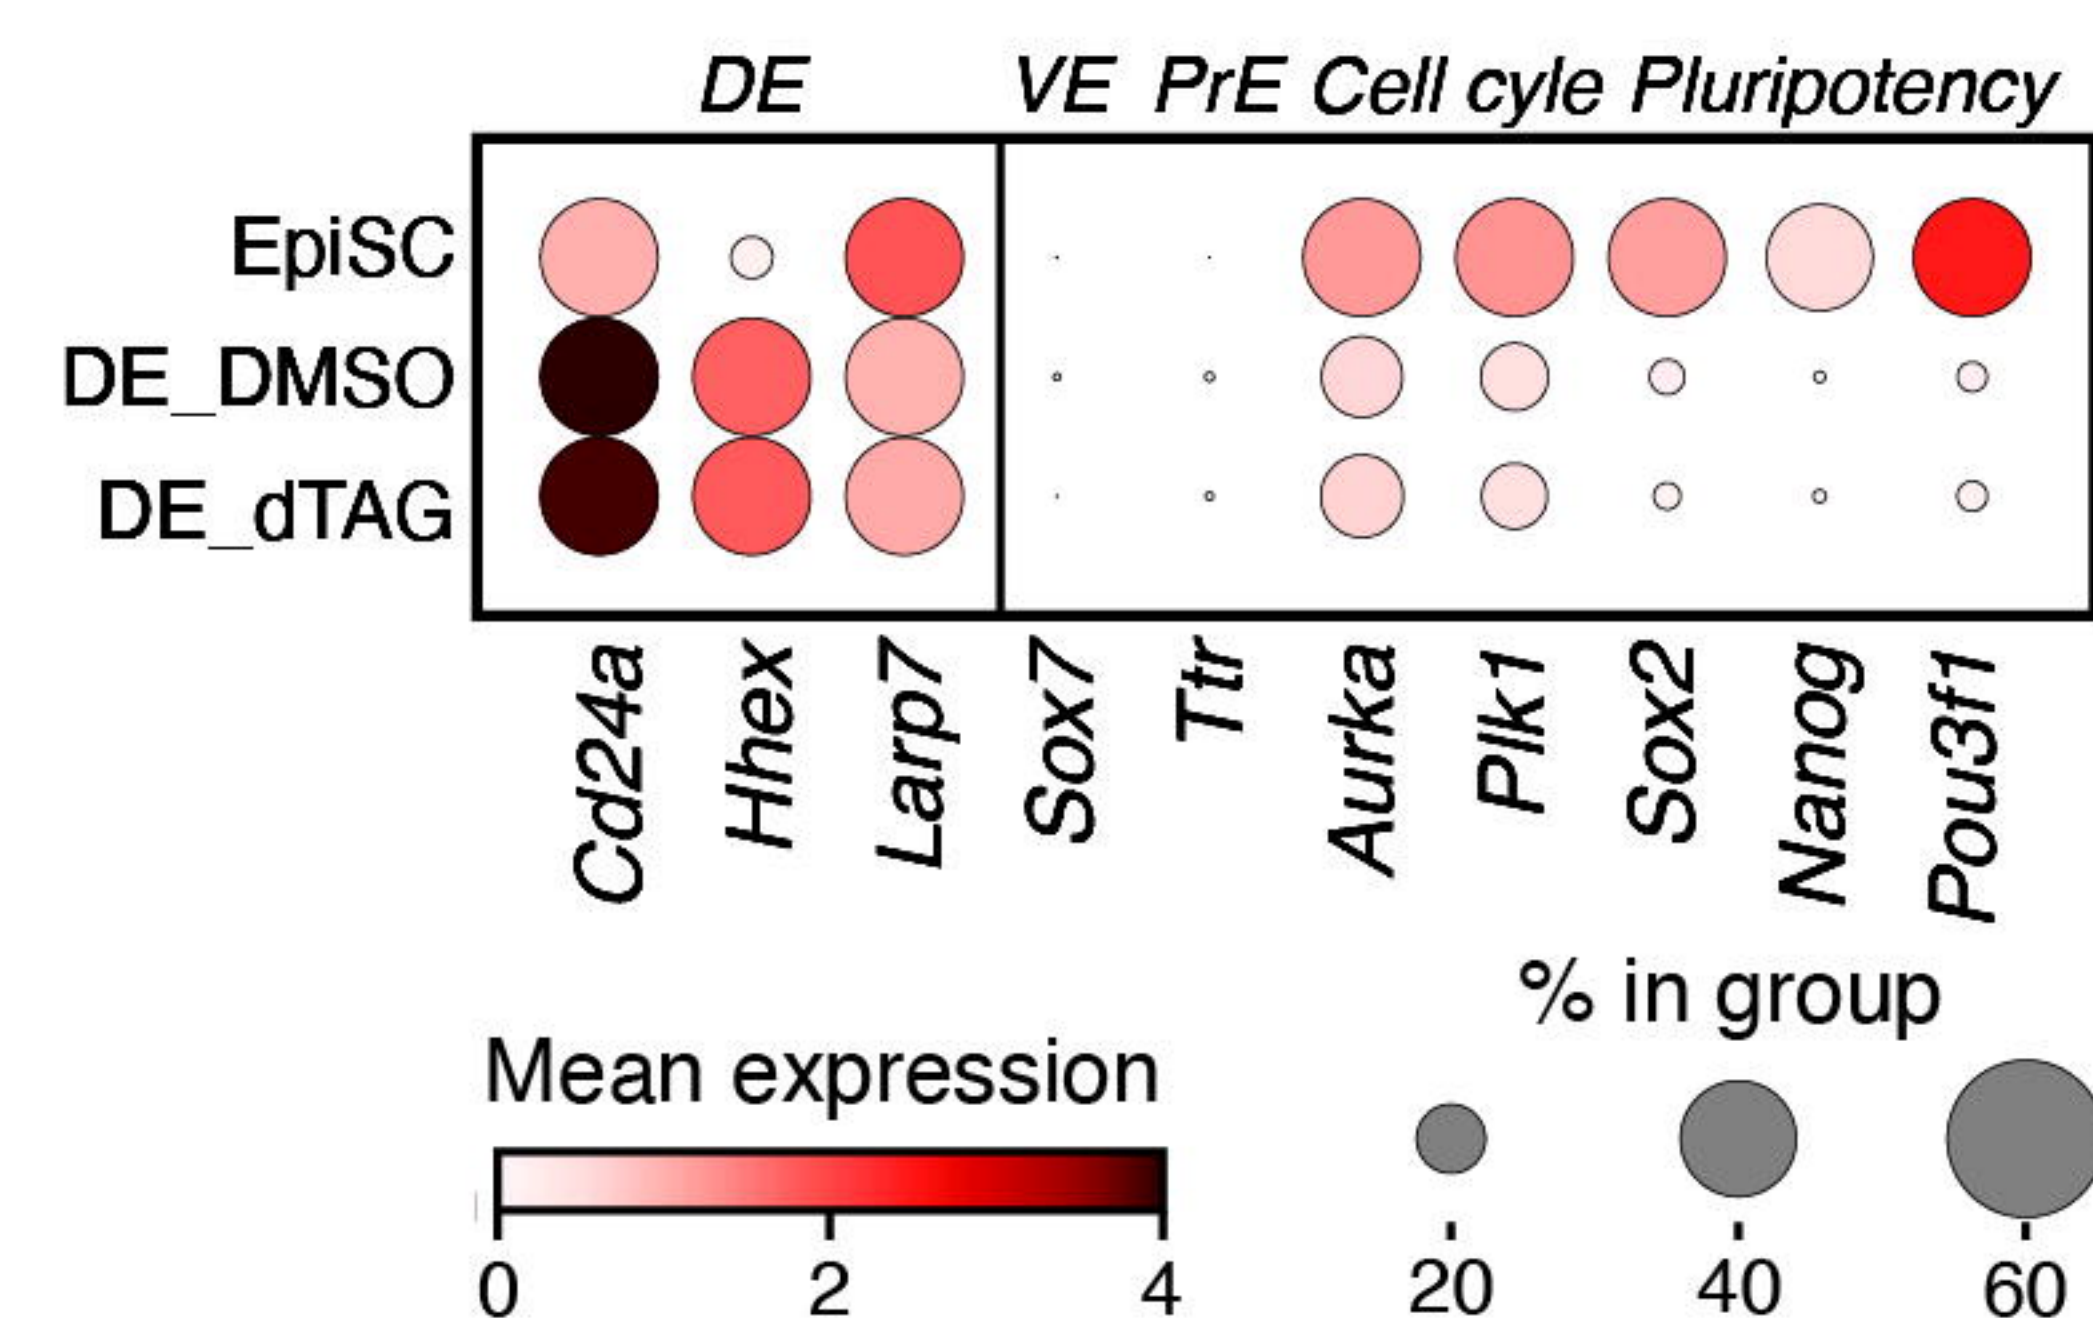 DE VE PrE Cell cyle Pluripotency
EpiSC
DE_DMSO
DE_dTAG
Cd24a Hhex Larp7 Sox7 Ttr Aurka Plk1 Sox2 Nanog Pou3f1
% in group
Mean expression
0 2 4 20 40 60